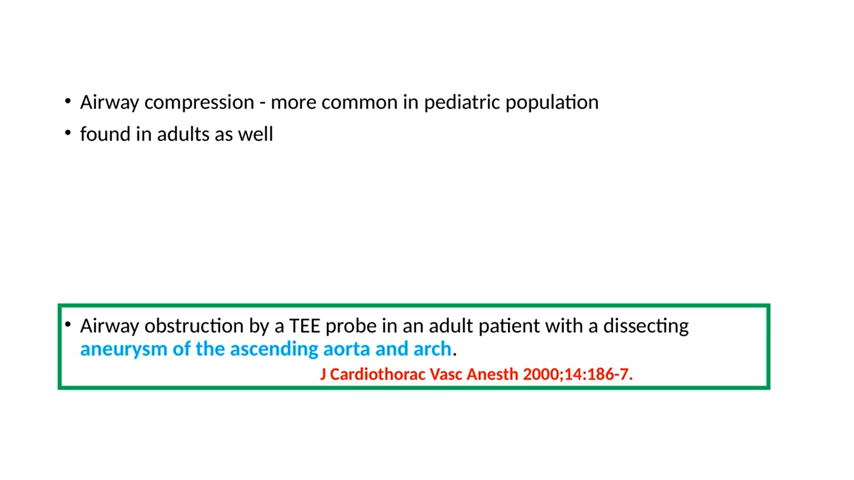 • Airway compression - more common in pediatric population
• found in adults as well
• Airway obstruction by a TEE probe in an adult patient with a dissecting
aneurysm of the ascending aorta and arch.
J Cardiothorac Vasc Anesth 2000;14:186-7.